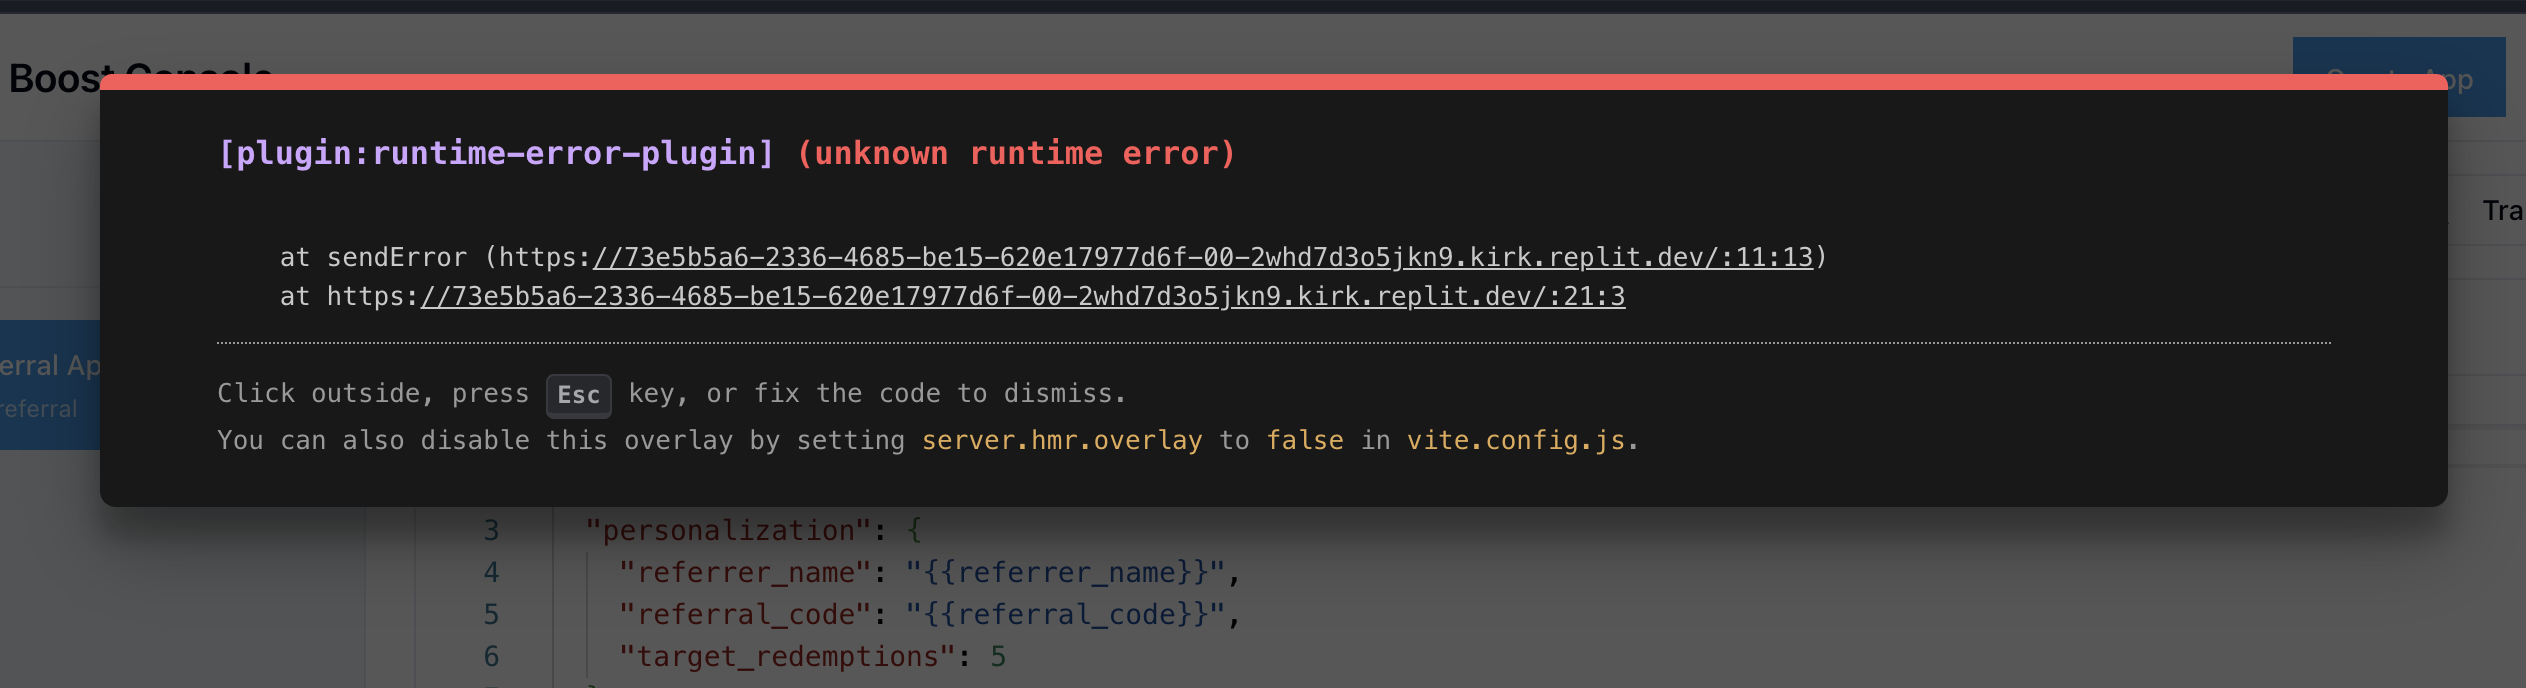 Boost Console
App
[plugin:runtime-error-plugin] (unknown runtime error)
Tra
at sendError (https://73e5b5a6-2336-4685-be15-620e17977d6f-00-2whd7d3o5jkn9.kirk.replit.dev/:11:13)
at https://73e5b5a6-2336-4685-be15-620e17977d6f-00-2whd7d3o5jkn9.kirk.replit.dev/:21:3
erral Ap
referral
Click outside, press Esc key, or fix the code to dismiss.
You can also disable this overlay by setting server.hmr.overlay to false in vite.config.js.
3 "personalization": {
4 "referrer_name": "{{referrer_name}}",
5 "referral_code": "{{referral_code}}",
6 "target_redemptions": 5